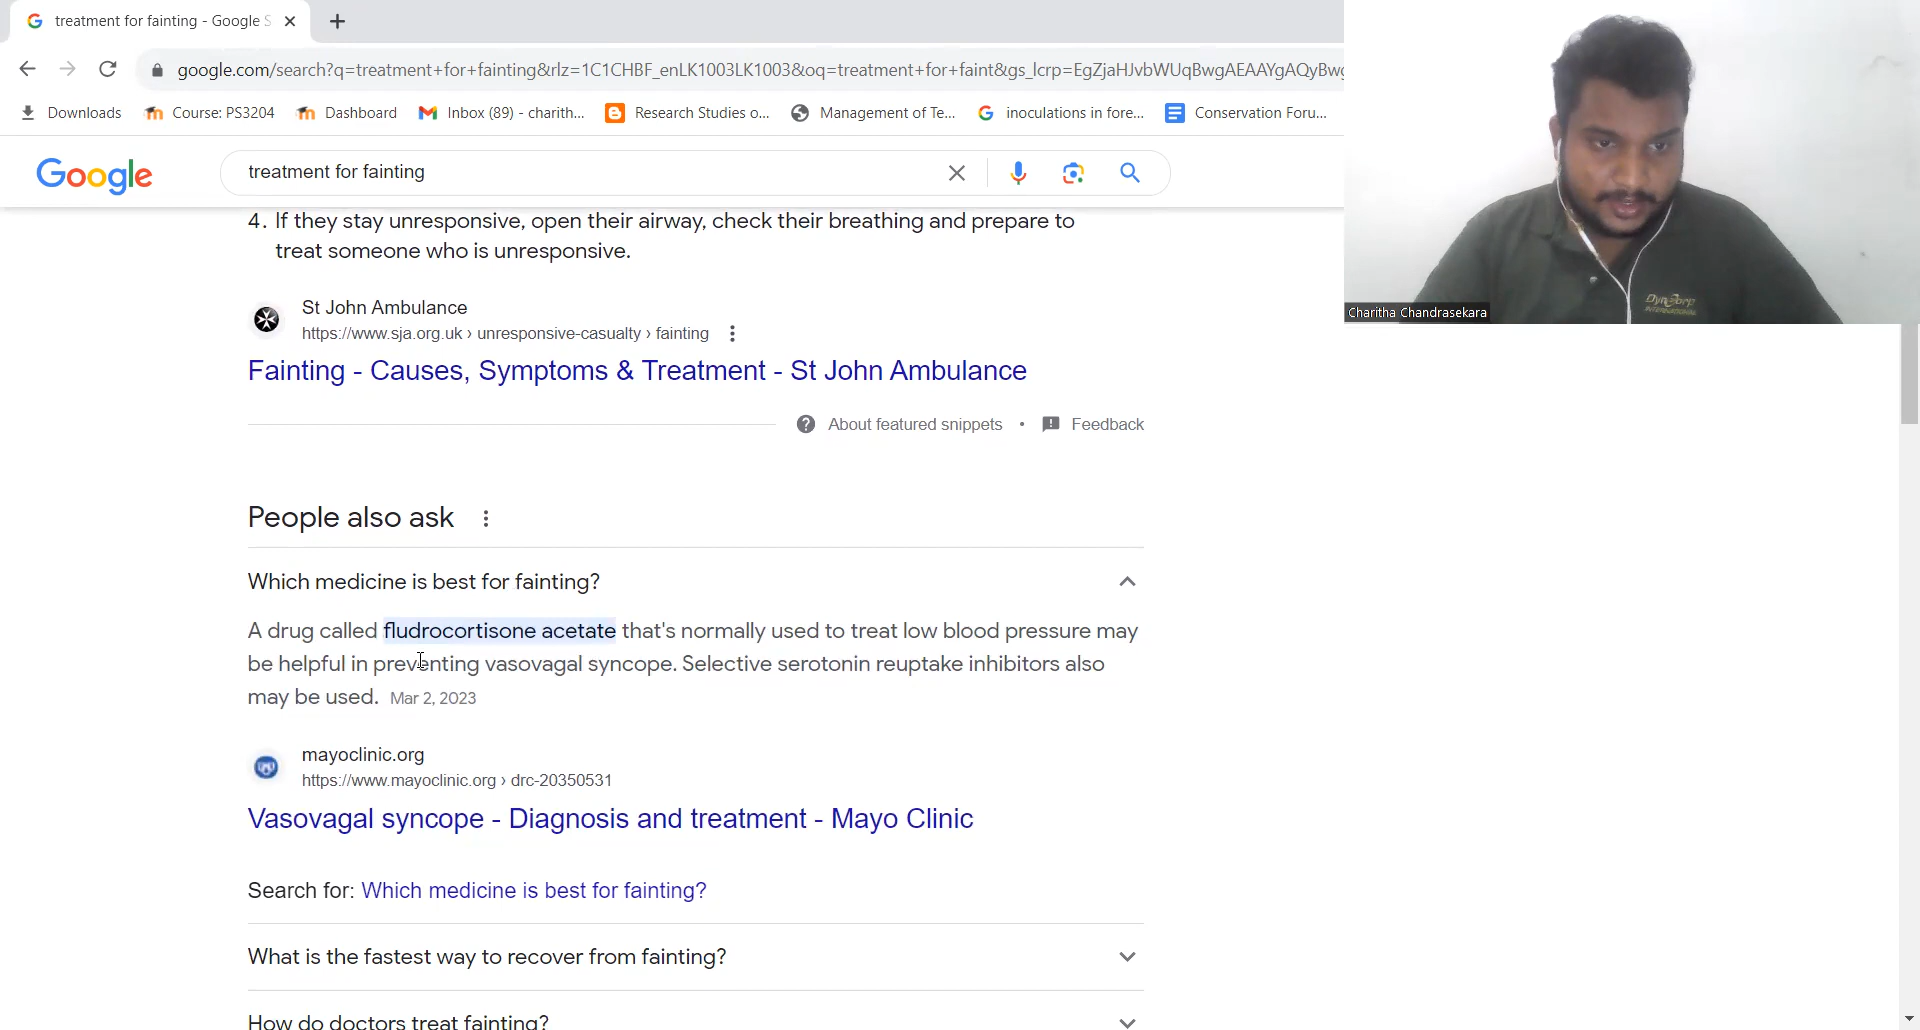 treatment for fainting - Google S
google.com/search?q=treatment+for+fainting&rlz=1C1CHBF_enLK1003LK1003&oq=treatment+for+faint&gs_lcrp=EgZjaHJvbWUqBwgAEAAYgAQyBwg
Downloads
Course: PS3204
Dashboard
Inbox (89) - charith...
Research Studies o...
Management of Te...
inoculations in fore...
Conservation Foru...
Google
treatment for fainting
4. If they stay unresponsive, open their airway, check their breathing and prepare to
treat someone who is unresponsive.
St John Ambulance
https://www.sja.org.uk › unresponsive-casualty › fainting
Fainting - Causes, Symptoms & Treatment - St John Ambulance
About featured snippets • Feedback
People also ask
Which medicine is best for fainting?
A drug called fludrocortisone acetate that's normally used to treat low blood pressure may
be helpful in preventing vasovagal syncope. Selective serotonin reuptake inhibitors also
may be used. Mar 2, 2023
mayoclinic.org
https://www.mayoclinic.org › drc-20350531
Vasovagal syncope - Diagnosis and treatment - Mayo Clinic
Search for: Which medicine is best for fainting?
What is the fastest way to recover from fainting?
How do doctors treat fainting?
DynCorp
INTERNATIONAL
Charitha Chandrasekara